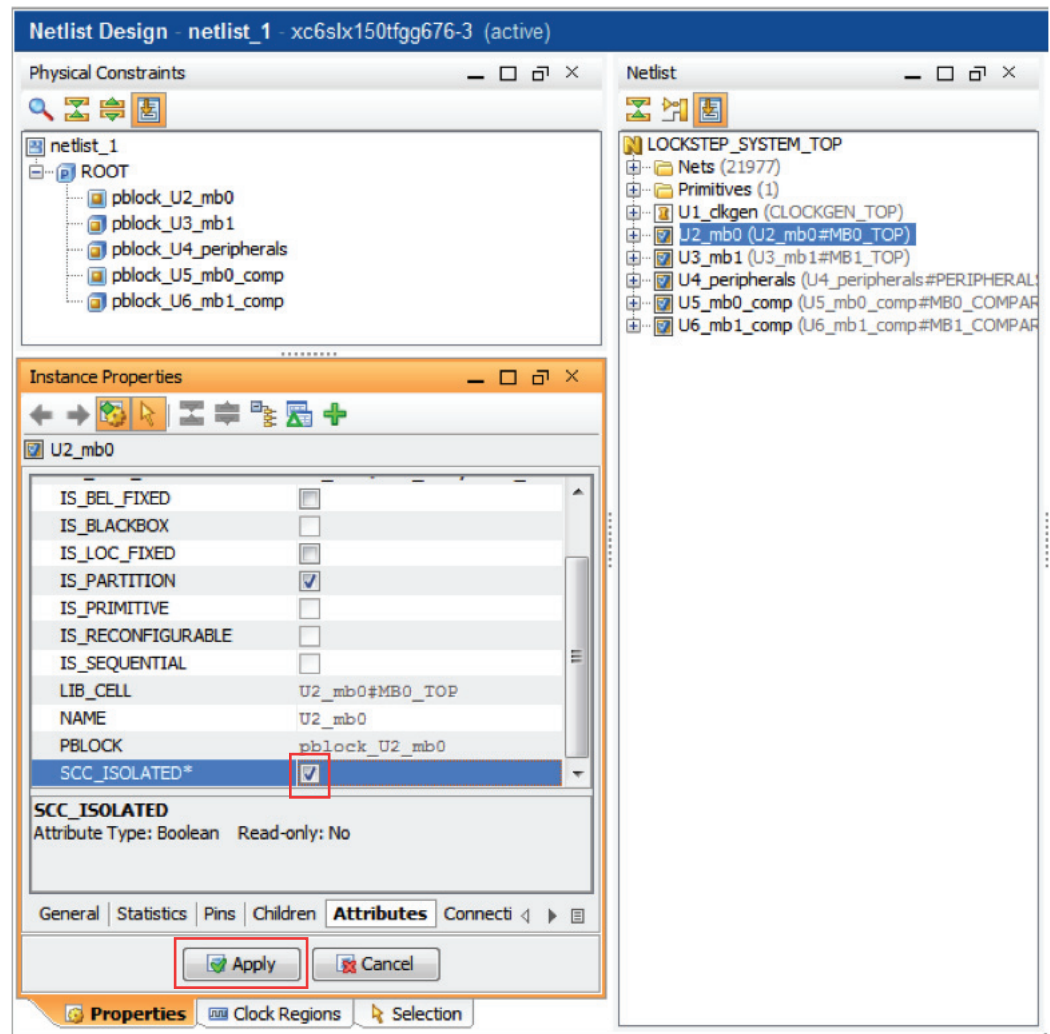 Netlist Design - netlist_1 - xc6slx150tfgg676-3 (active)
Physical Constraints
netlist_1
ROOT
pblock_U2_mb0
pblock_U3_mb1
pblock_U4_peripherals
pblock_U5_mb0_comp
pblock_U6_mb1_comp
Instance Properties
U2_mb0
IS_BEL_FIXED
IS_BLACKBOX
IS_LOC_FIXED
IS_PARTITION
IS_PRIMITIVE
IS_RECONFIGURABLE
IS_SEQUENTIAL
LIB_CELL U2_mb0#MB0_TOP
NAME U2_mb0
PBLOCK pblock_U2_mb0
SCC_ISOLATED*
SCC_ISOLATED
Attribute Type: Boolean Read-only: No
General Statistics Pins Children Attributes Connecti
Apply Cancel
Properties Clock Regions Selection
Netlist
LOCKSTEP_SYSTEM_TOP
Nets (21977)
Primitives (1)
U1_clkgen (CLOCKGEN_TOP)
U2_mb0 (U2_mb0#MB0_TOP)
U3_mb1 (U3_mb1#MB1_TOP)
U4_peripherals (U4_peripherals#PERIPHERAL
U5_mb0_comp (U5_mb0_comp#MB0_COMPAR
U6_mb1_comp (U6_mb1_comp#MB1_COMPAR